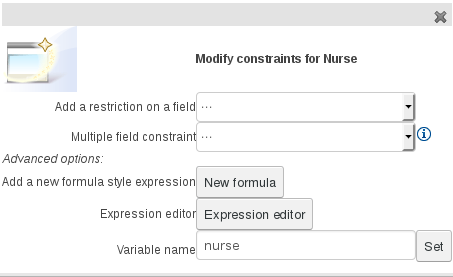 Modify constraints for Nurse
Add a restriction on a field ...
Multiple field constraint ...
Advanced options:
Add a new formula style expression New formula
Expression editor Expression editor
Variable name nurse Set